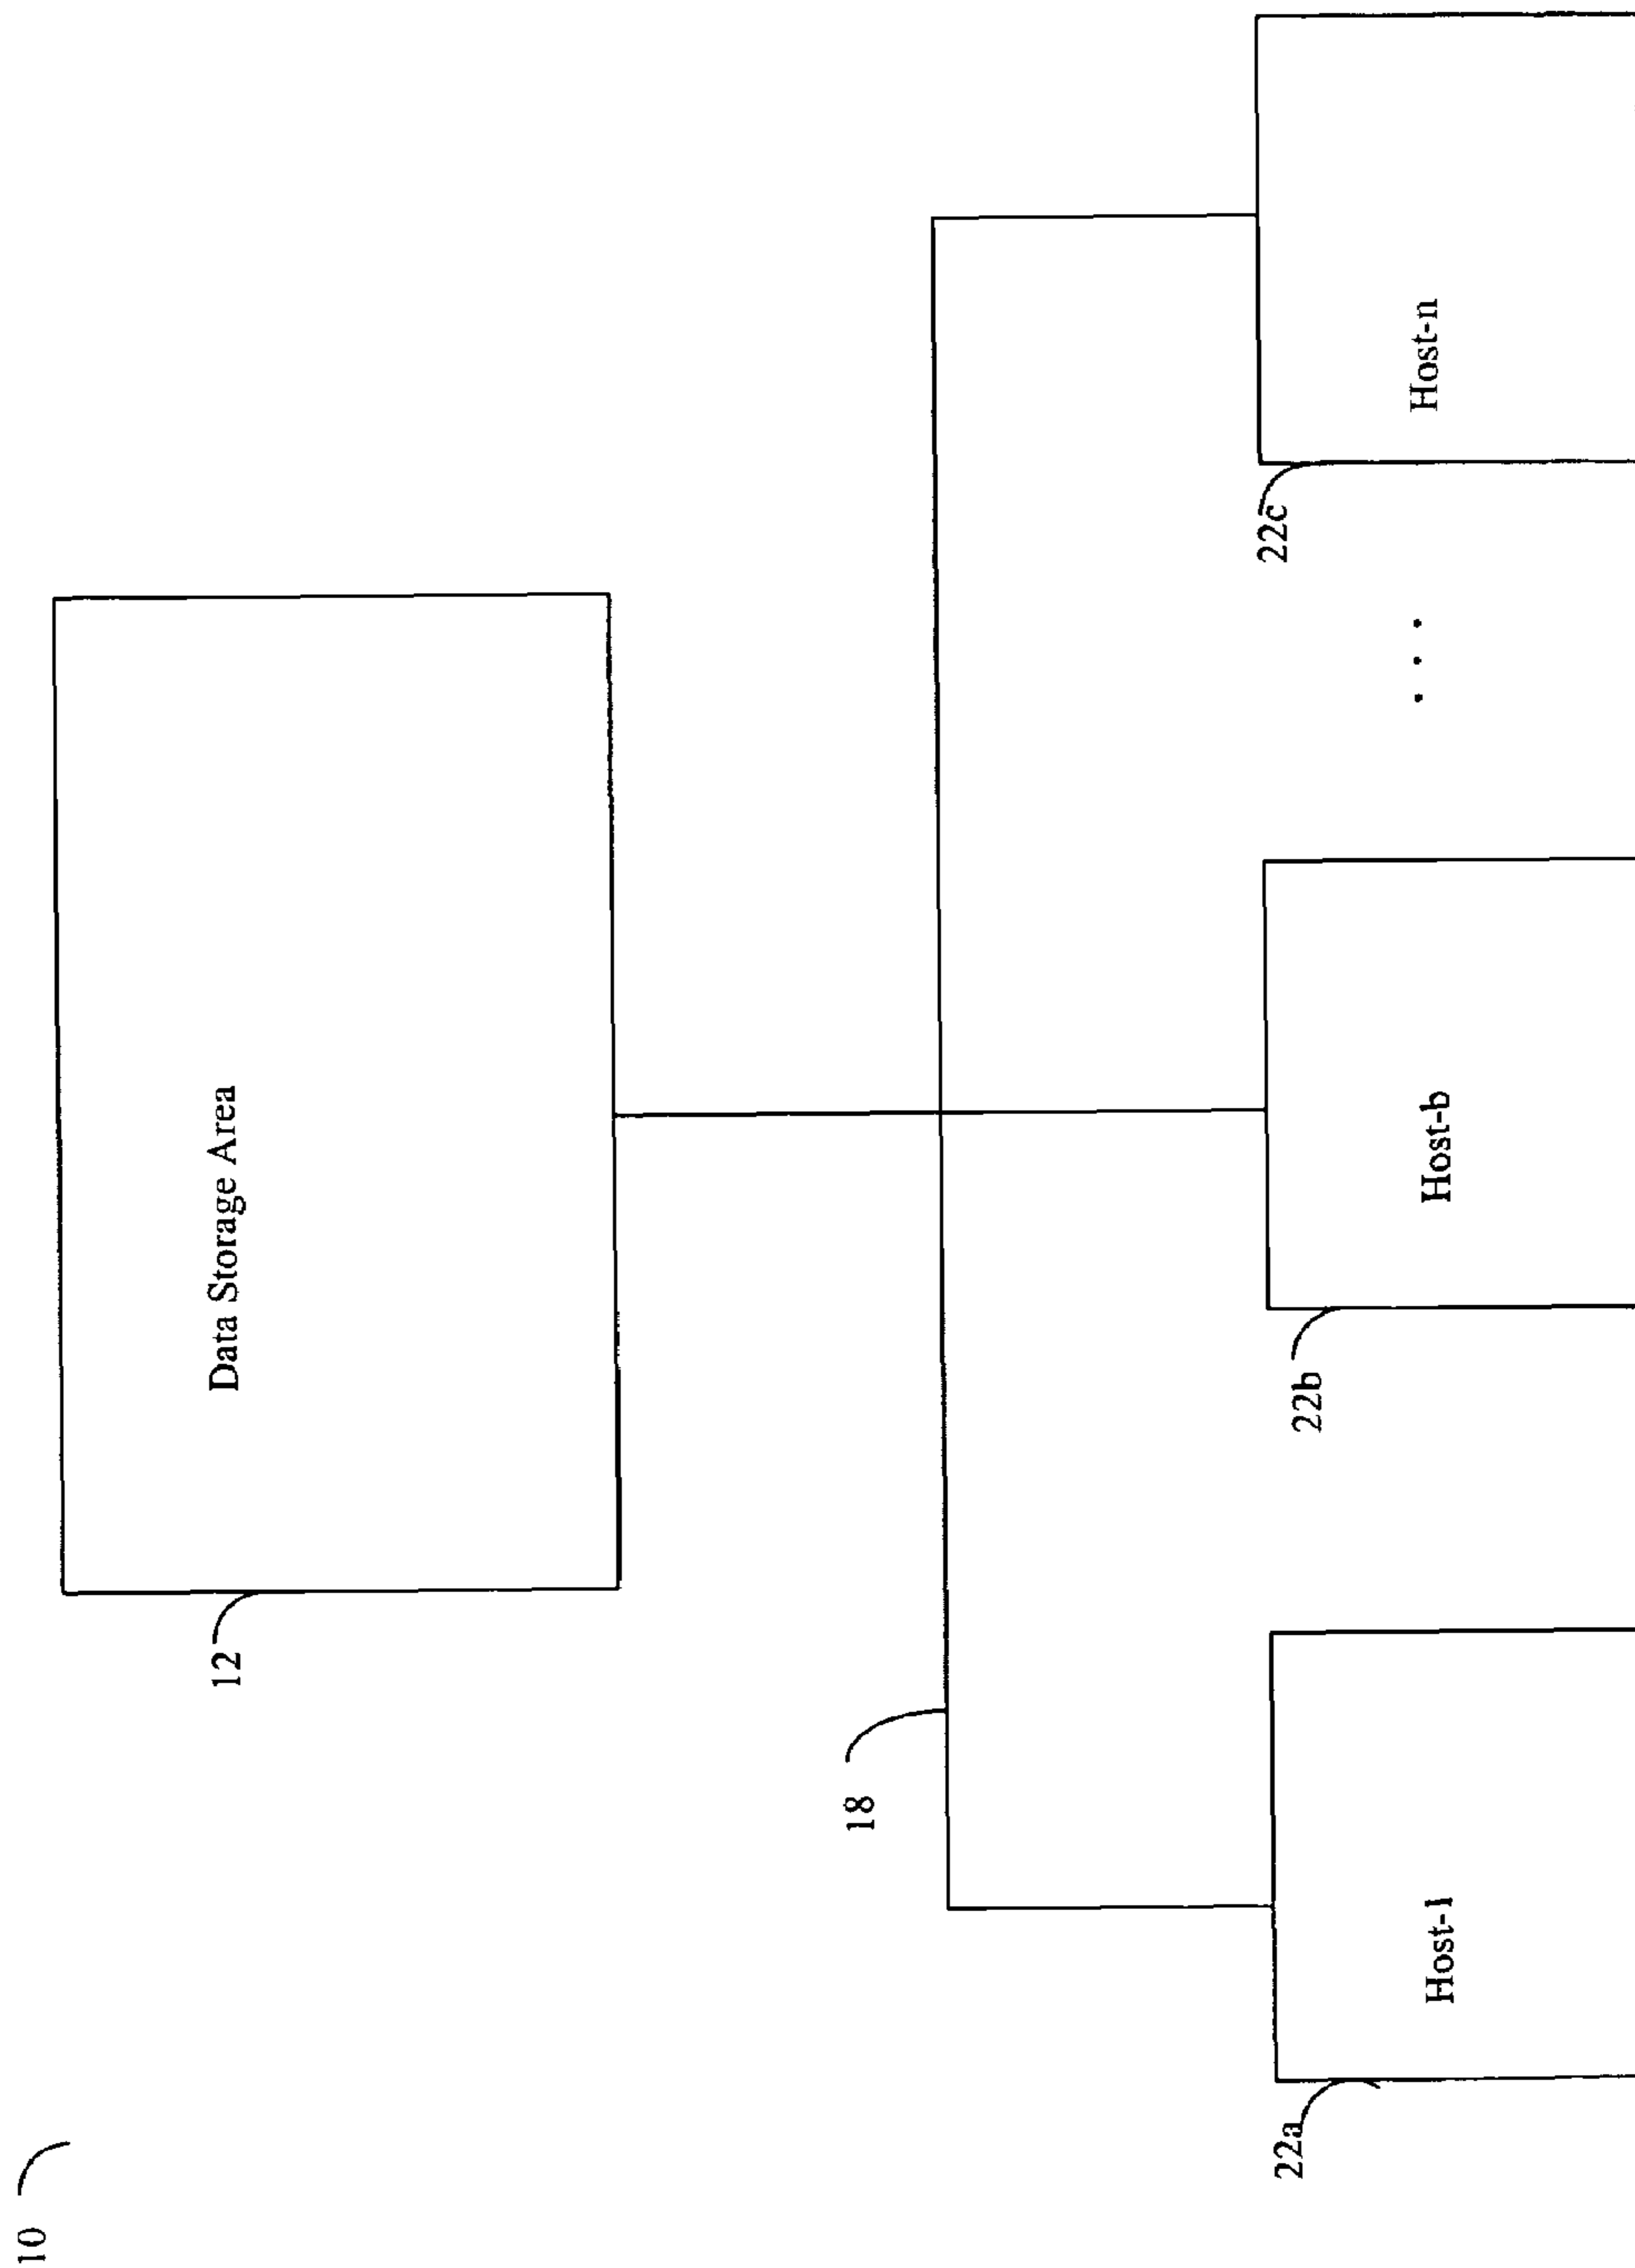 10
12
Data Storage Area
18
22a
Host-1
22b
Host-b
. . .
22c
Host-n